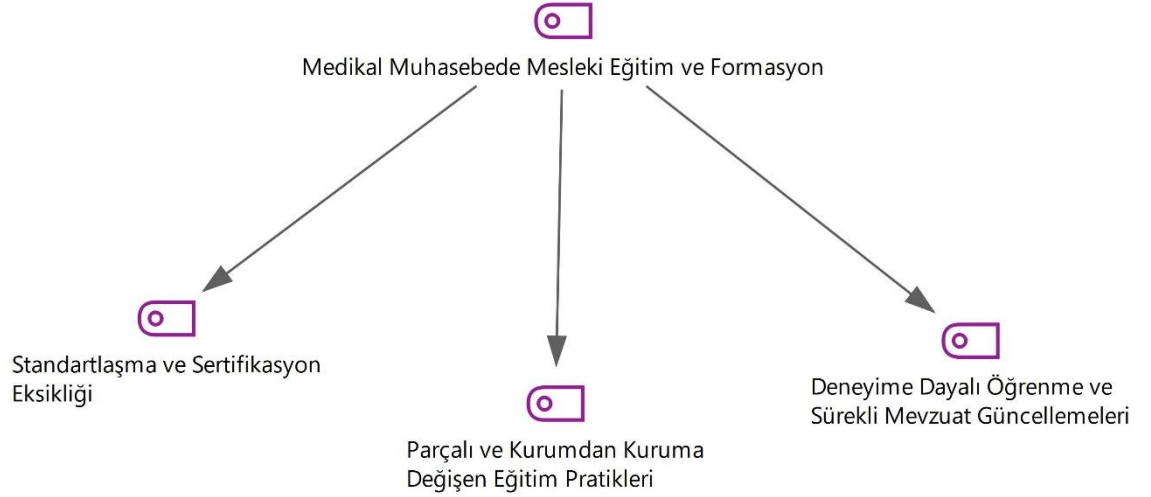 Medikal Muhasebede Mesleki Eğitim ve Formasyon
Standartlaşma ve Sertifikasyon
Eksikliği
Parçalı ve Kurumdan Kuruma
Değişen Eğitim Pratikleri
Deneyime Dayalı Öğrenme ve
Sürekli Mevzuat Güncellemeleri